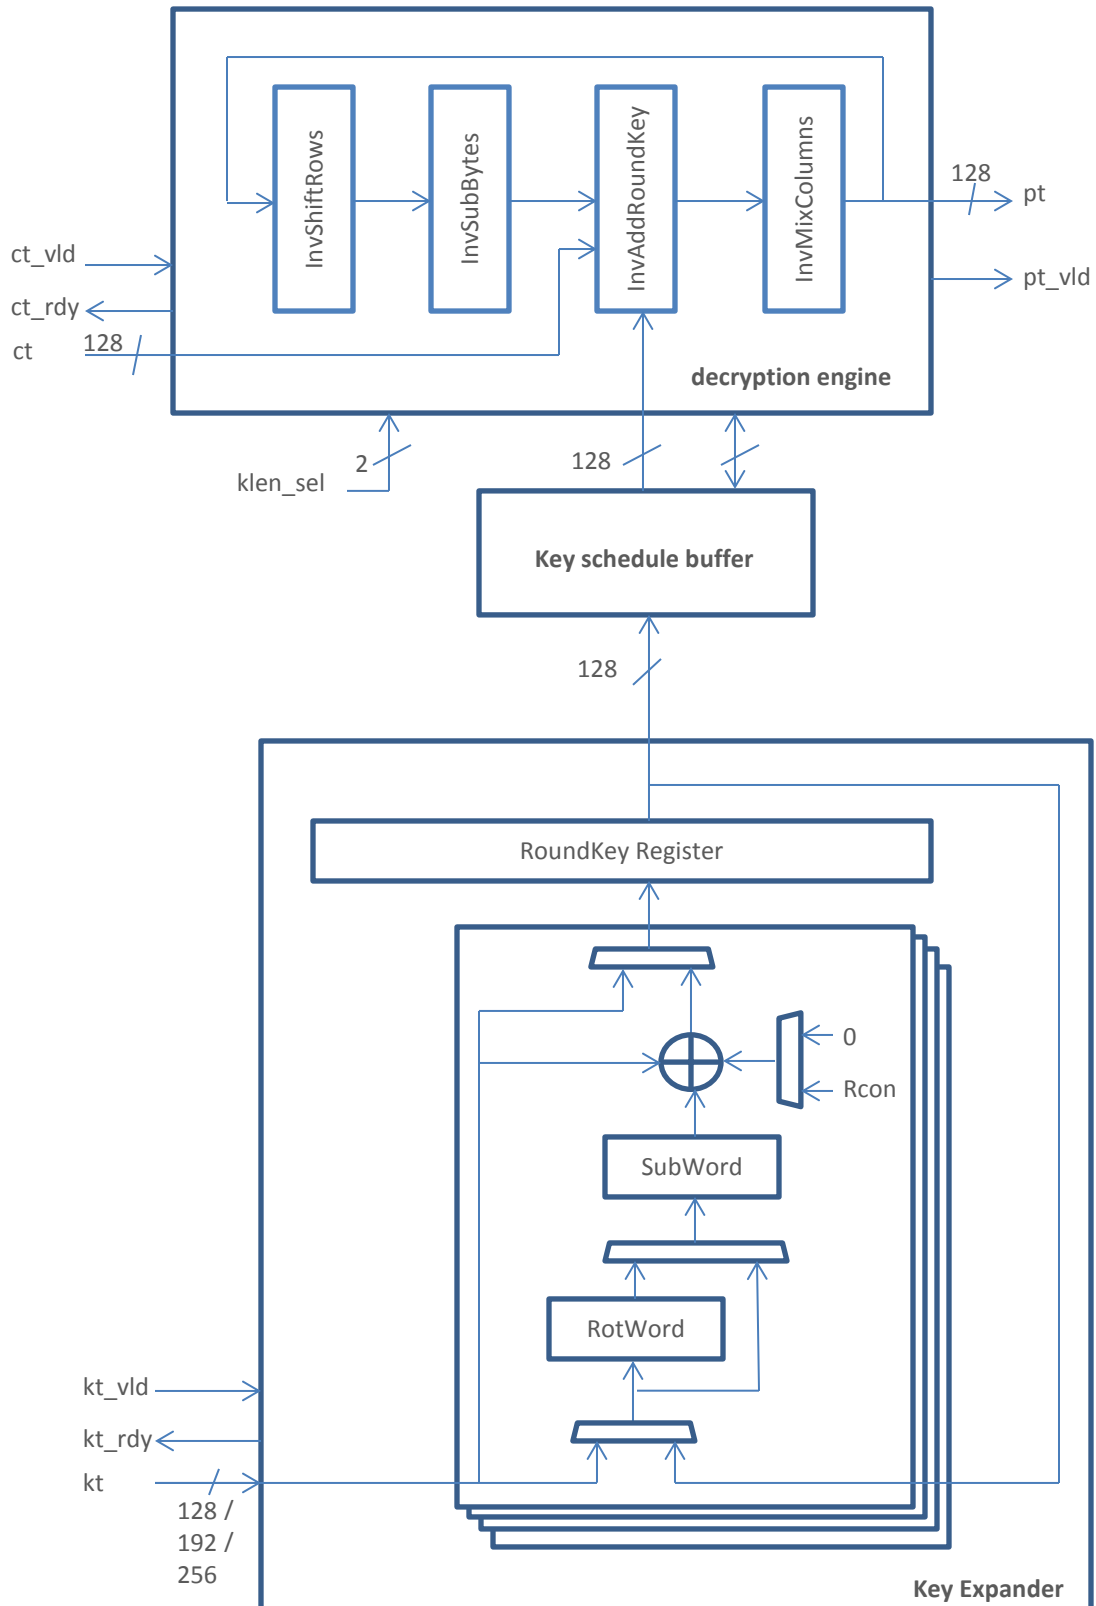 InvShiftRows
InvSubBytes
InvAddRoundKey
InvMixColumns
128
pt
ct_vld
pt_vld
ct_rdy
ct
128
decryption engine
2
klen_sel
128
Key schedule buffer
128
RoundKey Register
0
Rcon
SubWord
RotWord
kt_vld
kt_rdy
kt
128 /
192 /
256
Key Expander